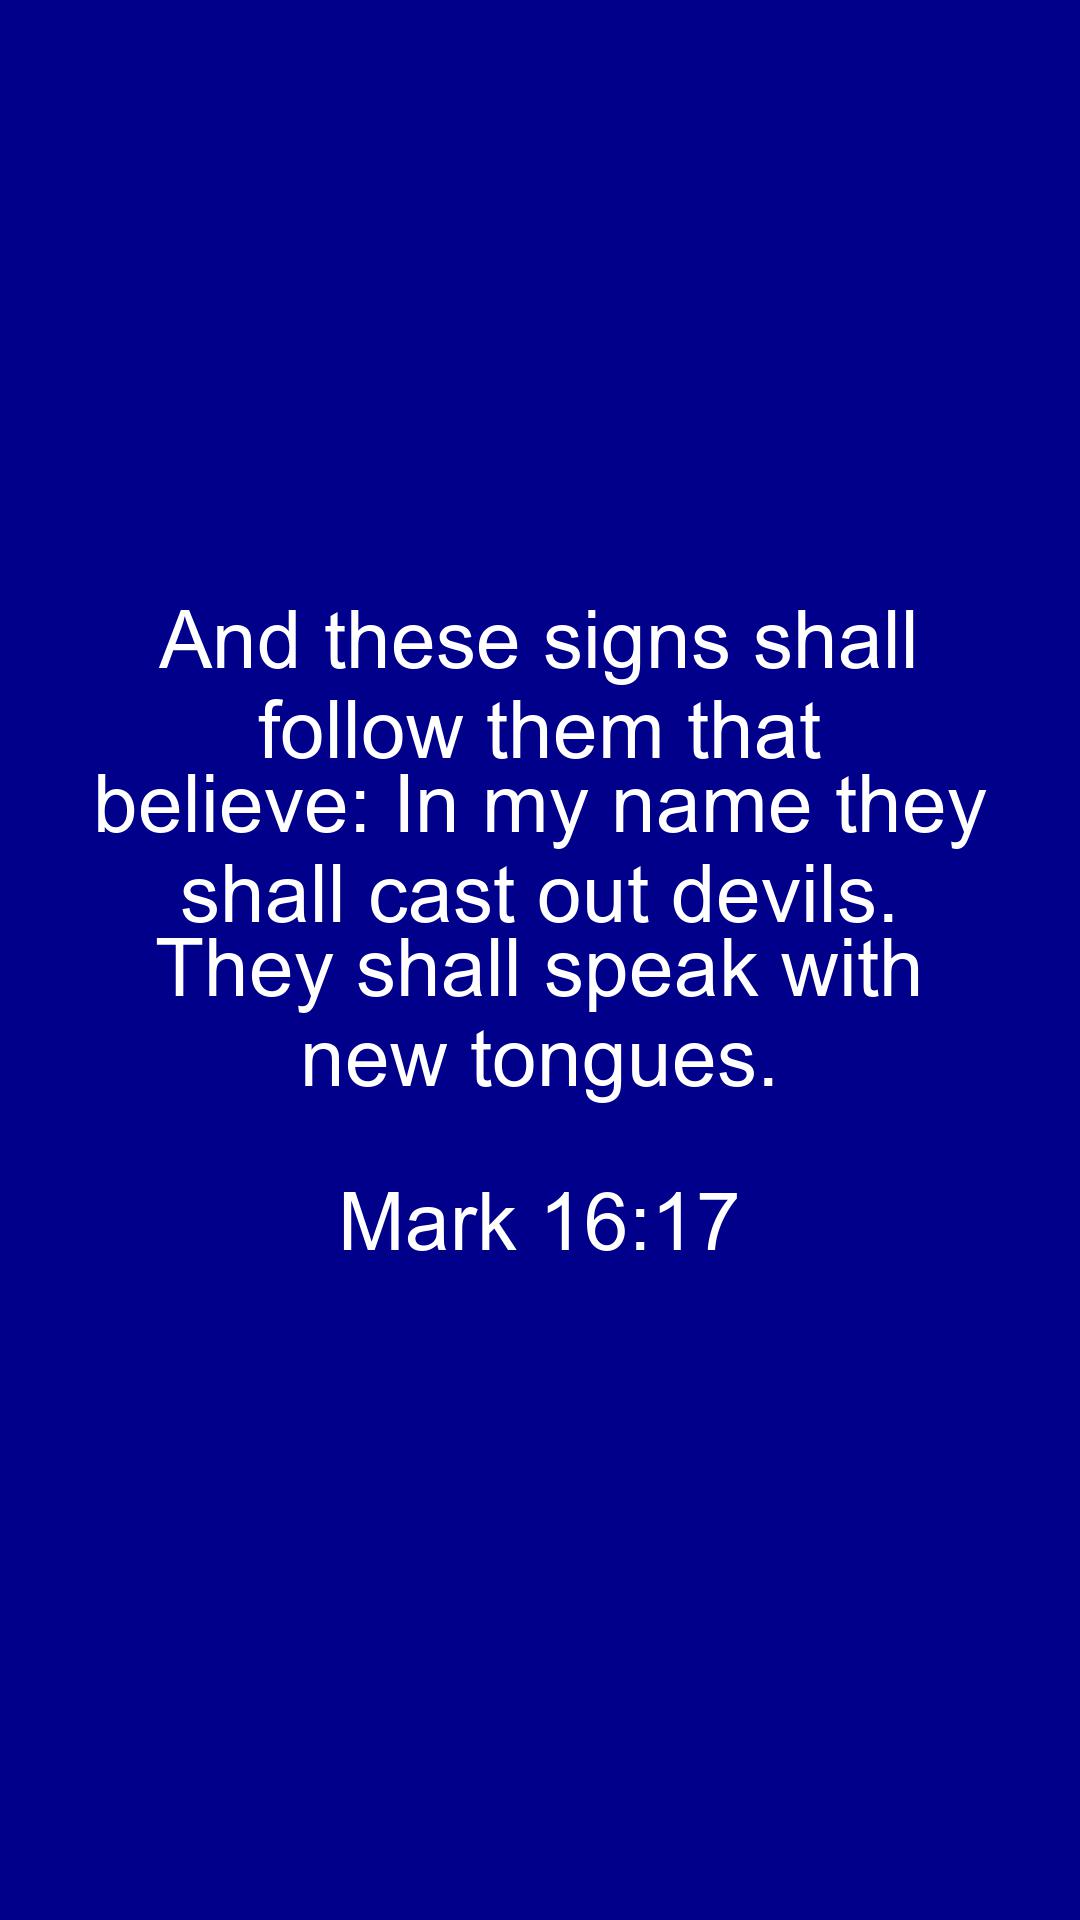 And these signs shall
follow them that
believe: In my name they
shall cast out devils.
They shall speak with
new tongues.
Mark 16:17